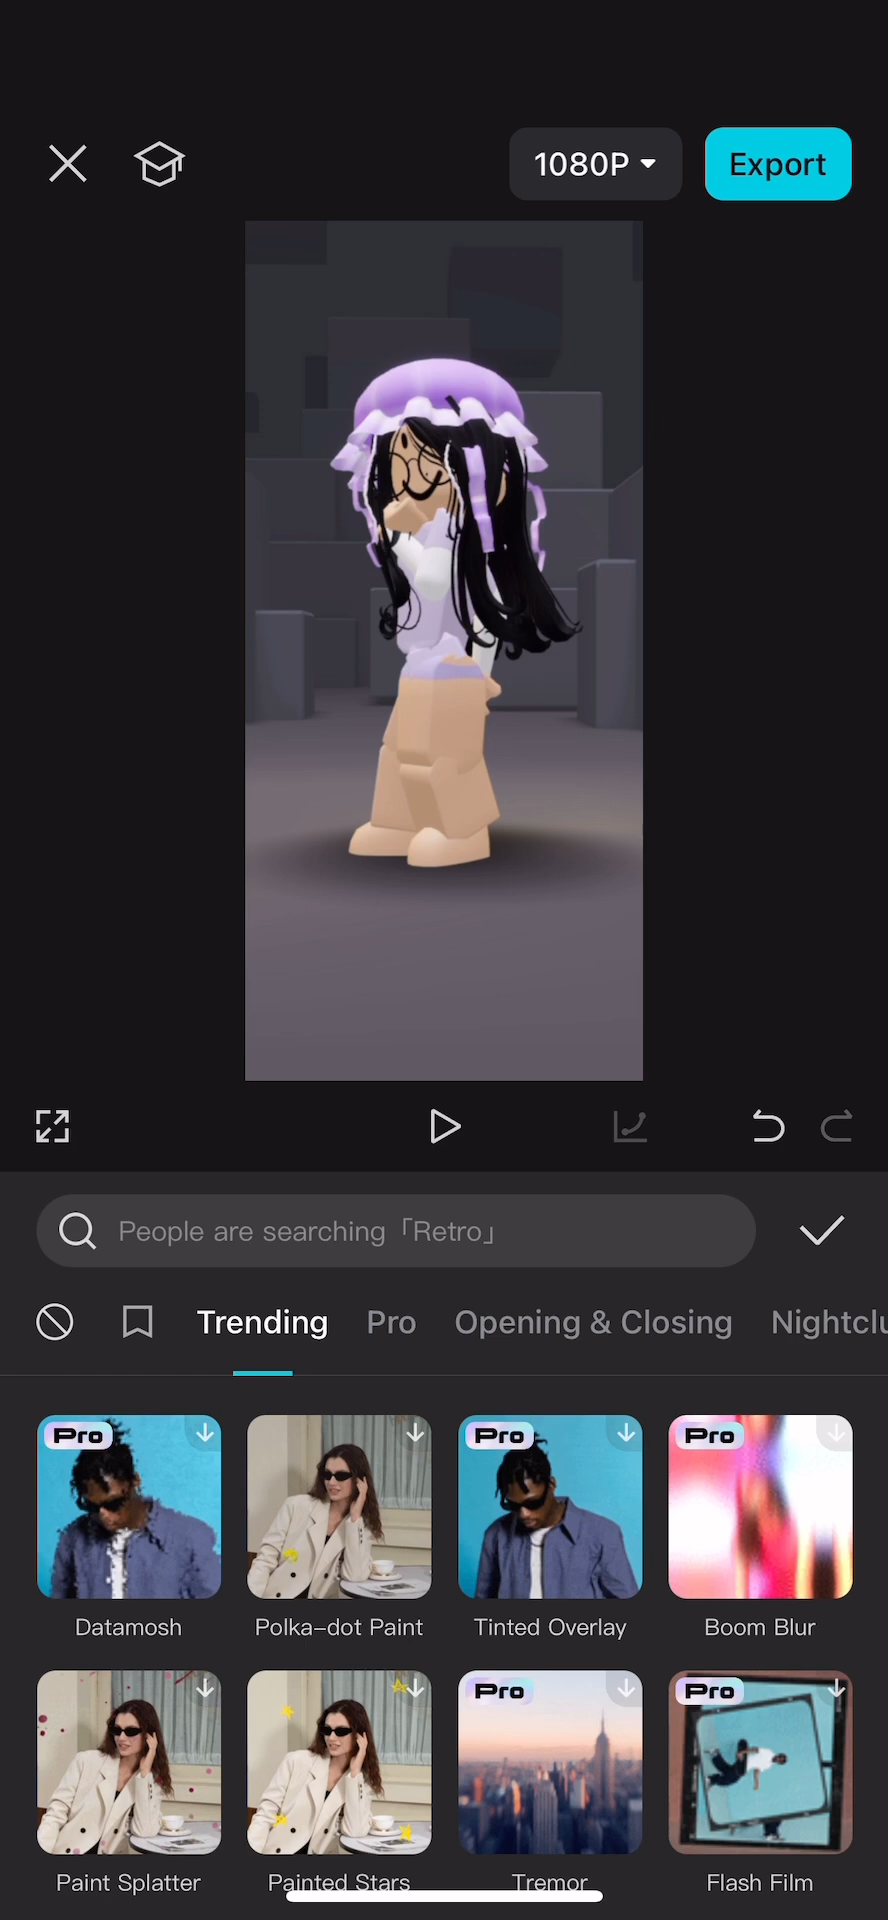 1080P
Export
People are searching「Retro」
Trending Pro Opening & Closing Nightclu
Pro Pro Pro
Datamosh Polka-dot Paint Tinted Overlay Boom Blur
Pro Pro
Paint Splatter Painted Stars Tremor Flash Film